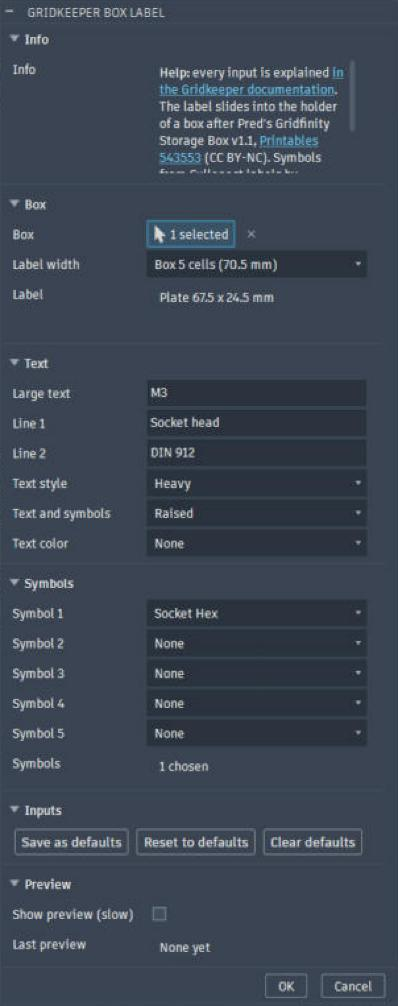 GRIDKEEPER BOX LABEL
Info
Info
Help: every input is explained in
the Gridkeeper documentation.
The label slides into the holder
of a box after Pred's Gridfinity
Storage Box v1.1, Printables
543553 (CC BY-NC). Symbols
Box
Box
1 selected ×
Label width
Box 5 cells (70.5 mm)
Label
Plate 67.5 x 24.5 mm
Text
Large text
M3
Line 1
Socket head
Line 2
DIN 912
Text style
Heavy
Text and symbols
Raised
Text color
None
Symbols
Symbol 1
Socket Hex
Symbol 2
None
Symbol 3
None
Symbol 4
None
Symbol 5
None
Symbols
1 chosen
Inputs
Save as defaults
Reset to defaults
Clear defaults
Preview
Show preview (slow)
Last preview
None yet
OK
Cancel